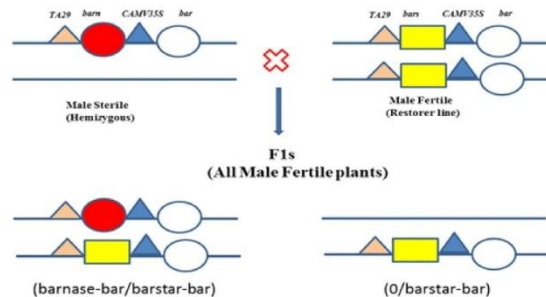 TA29 barn CAMV35S bar
TA29 bars CAMV35S bar
Male Sterile
(Hemizygous)
Male Fertile
(Restorer line)
F1s
(All Male Fertile plants)
(barnase-bar/barstar-bar)
(0/barstar-bar)